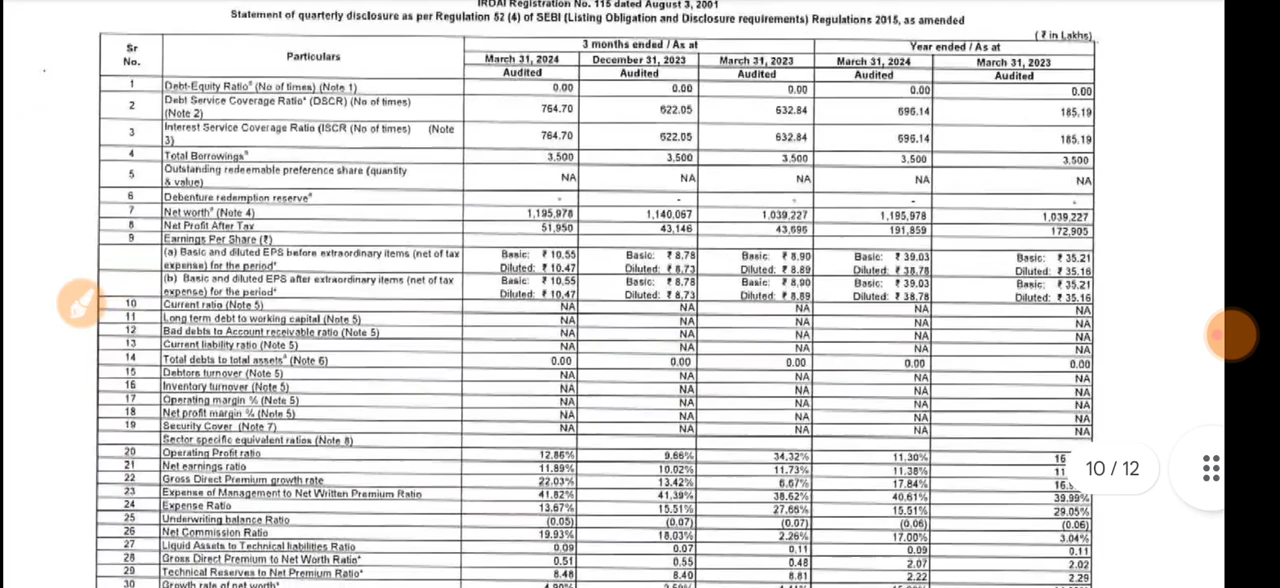 IRDAI Registration No. 115 dated August 3, 2001
Statement of quarterly disclosure as per Regulation 52 (4) of SEBI (Listing Obligation and Disclosure requirements) Regulations 2015, as amended
(₹ in Lakhs)
Sr No. Particulars 3 months ended / As at Year ended / As at
March 31, 2024 December 31, 2023 March 31, 2023 March 31, 2024 March 31, 2023
Audited Audited Audited Audited Audited
1 Debt-Equity Ratio# (No of times) (Note 1) 0.00 0.00 0.00 0.00 0.00
2 Debt Service Coverage Ratio* (DSCR) (No of times)
(Note 2) 764.70 622.05 632.84 696.14 185.19
3 Interest Service Coverage Ratio (ISCR (No of times) (Note
3) 764.70 622.05 632.84 696.14 185.19
4 Total Borrowings# 3,500 3,500 3,500 3,500 3,500
5 Outstanding redeemable preference share (quantity
& value) NA NA NA NA NA
6 Debenture redemption reserve# - - - - -
7 Net worth# (Note 4) 1,195,978 1,140,067 1,039,227 1,195,978 1,039,227
8 Net Profit After Tax 51,950 43,146 43,696 191,859 172,905
9 Earnings Per Share (₹)
(a) Basic and diluted EPS before extraordinary items (net of tax Basic: ₹ 10.55 Basic: ₹ 8.78 Basic: ₹ 8.90 Basic: ₹ 39.03 Basic: ₹ 35.21
expense) for the period* Diluted: ₹ 10.47 Diluted: ₹ 8.73 Diluted: ₹ 8.89 Diluted: ₹ 38.78 Diluted: ₹ 35.16
(b) Basic and diluted EPS after extraordinary items (net of tax Basic: ₹ 10.55 Basic: ₹ 8.78 Basic: ₹ 8.90 Basic: ₹ 39.03 Basic: ₹ 35.21
expense) for the period* Diluted: ₹ 10.47 Diluted: ₹ 8.73 Diluted: ₹ 8.89 Diluted: ₹ 38.78 Diluted: ₹ 35.16
10 Current ratio (Note 5) NA NA NA NA NA
11 Long term debt to working capital (Note 5) NA NA NA NA NA
12 Bad debts to Account receivable ratio (Note 5) NA NA NA NA NA
13 Current liability ratio (Note 5) NA NA NA NA NA
14 Total debts to total assets# (Note 6) 0.00 0.00 0.00 0.00 0.00
15 Debtors turnover (Note 5) NA NA NA NA NA
16 Inventory turnover (Note 5) NA NA NA NA NA
17 Operating margin % (Note 5) NA NA NA NA NA
18 Net profit margin % (Note 5) NA NA NA NA NA
19 Security Cover (Note 7) NA NA NA NA NA
Sector specific equivalent ratios (Note 8)
20 Operating Profit ratio 12.86% 9.66% 34.32% 11.30% 16
21 Net earnings ratio 11.89% 10.02% 11.73% 11.38% 11
22 Gross Direct Premium growth rate 22.03% 13.42% 6.67% 17.84% 16.
23 Expense of Management to Net Written Premium Ratio 41.82% 41.39% 38.62% 40.61% 39.99%
24 Expense Ratio 13.67% 15.51% 27.66% 15.51% 29.05%
25 Underwriting balance Ratio (0.05) (0.07) (0.07) (0.06) (0.06)
26 Net Commission Ratio 19.93% 18.03% 2.26% 17.00% 3.04%
27 Liquid Assets to Technical liabilities Ratio 0.09 0.07 0.11 0.09 0.11
28 Gross Direct Premium to Net Worth Ratio* 0.51 0.55 0.48 2.07 2.02
29 Technical Reserves to Net Premium Ratio* 8.48 8.40 8.81 2.22 2.29
30 Growth rate of net worth*
10 / 12